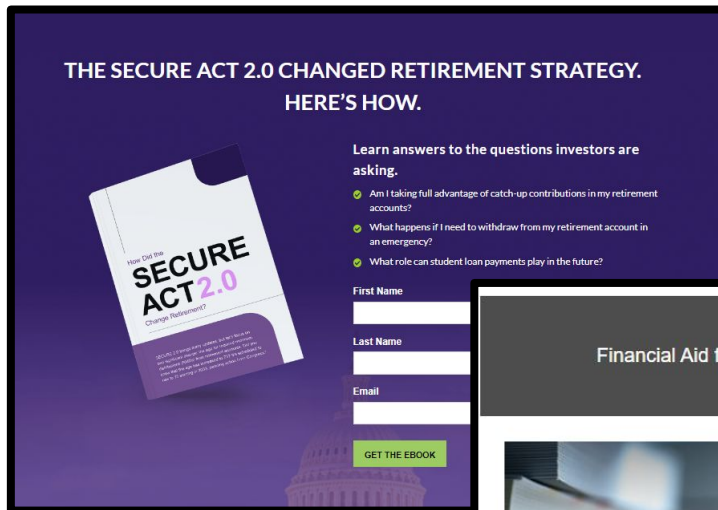 THE SECURE ACT 2.0 CHANGED RETIREMENT STRATEGY.
HERE'S HOW.
Learn answers to the questions investors are
asking.
Am I taking full advantage of catch-up contributions in my retirement
accounts?
What happens if I need to withdraw from my retirement account in
an emergency?
What role can student loan payments play in the future?
How Did the
SECURE
ACT 2.0
Change Retirement?
First Name
Last Name
Email
GET THE EBOOK
Financial Aid f